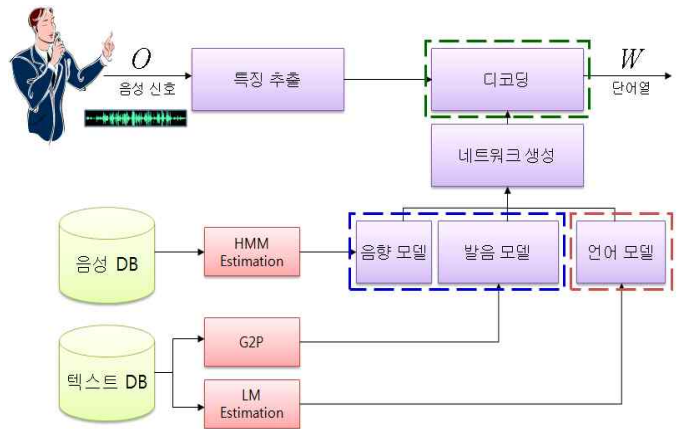 O
음성 신호
특징 추출
디코딩
W
단어열
네트워크 생성
음성 DB
HMM
Estimation
음향 모델
발음 모델
언어 모델
텍스트 DB
G2P
LM
Estimation